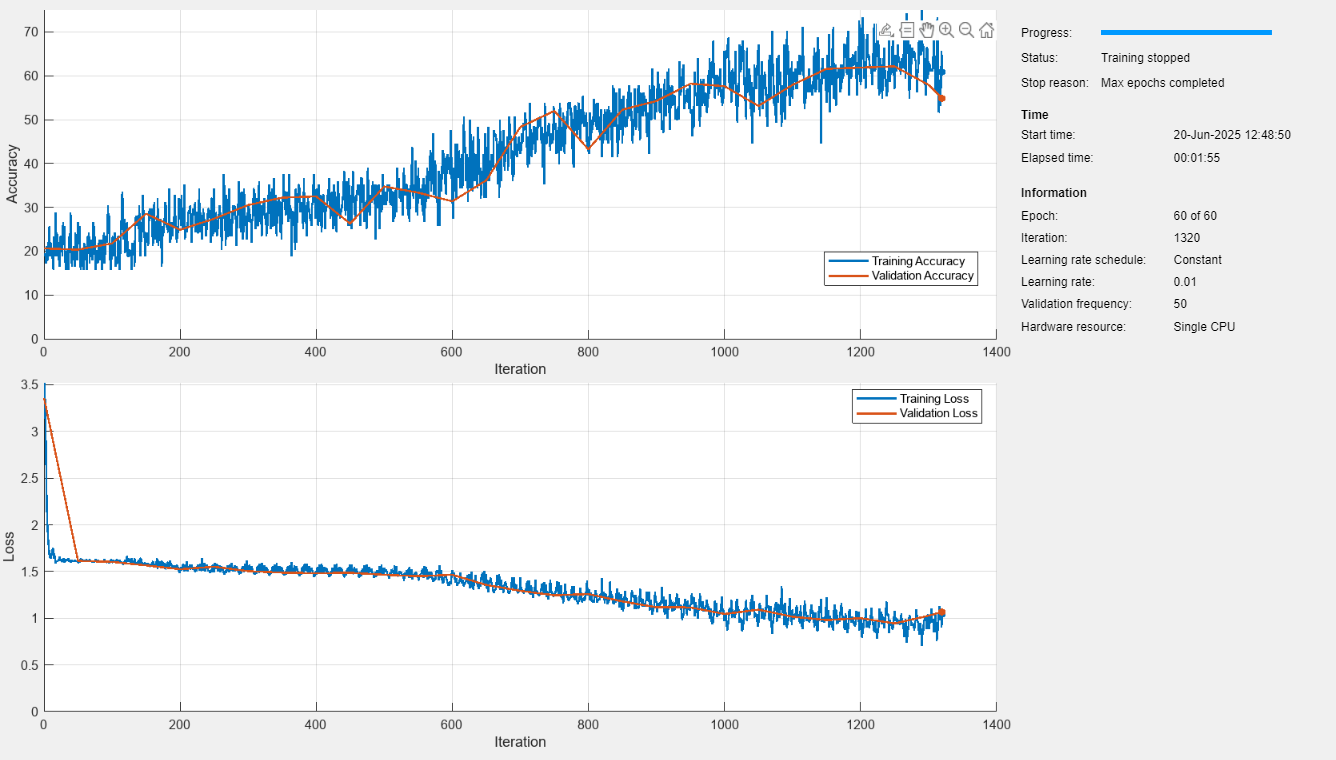 70
60
50
40
30
20
10
0
Accuracy
Training Accuracy
Validation Accuracy
0 200 400 600 800 1000 1200 1400
Iteration
3.5
3
2.5
2
1.5
1
0.5
0
Loss
Training Loss
Validation Loss
0 200 400 600 800 1000 1200 1400
Iteration
Progress:
Status: Training stopped
Stop reason: Max epochs completed
Time
Start time: 20-Jun-2025 12:48:50
Elapsed time: 00:01:55
Information
Epoch: 60 of 60
Iteration: 1320
Learning rate schedule: Constant
Learning rate: 0.01
Validation frequency: 50
Hardware resource: Single CPU